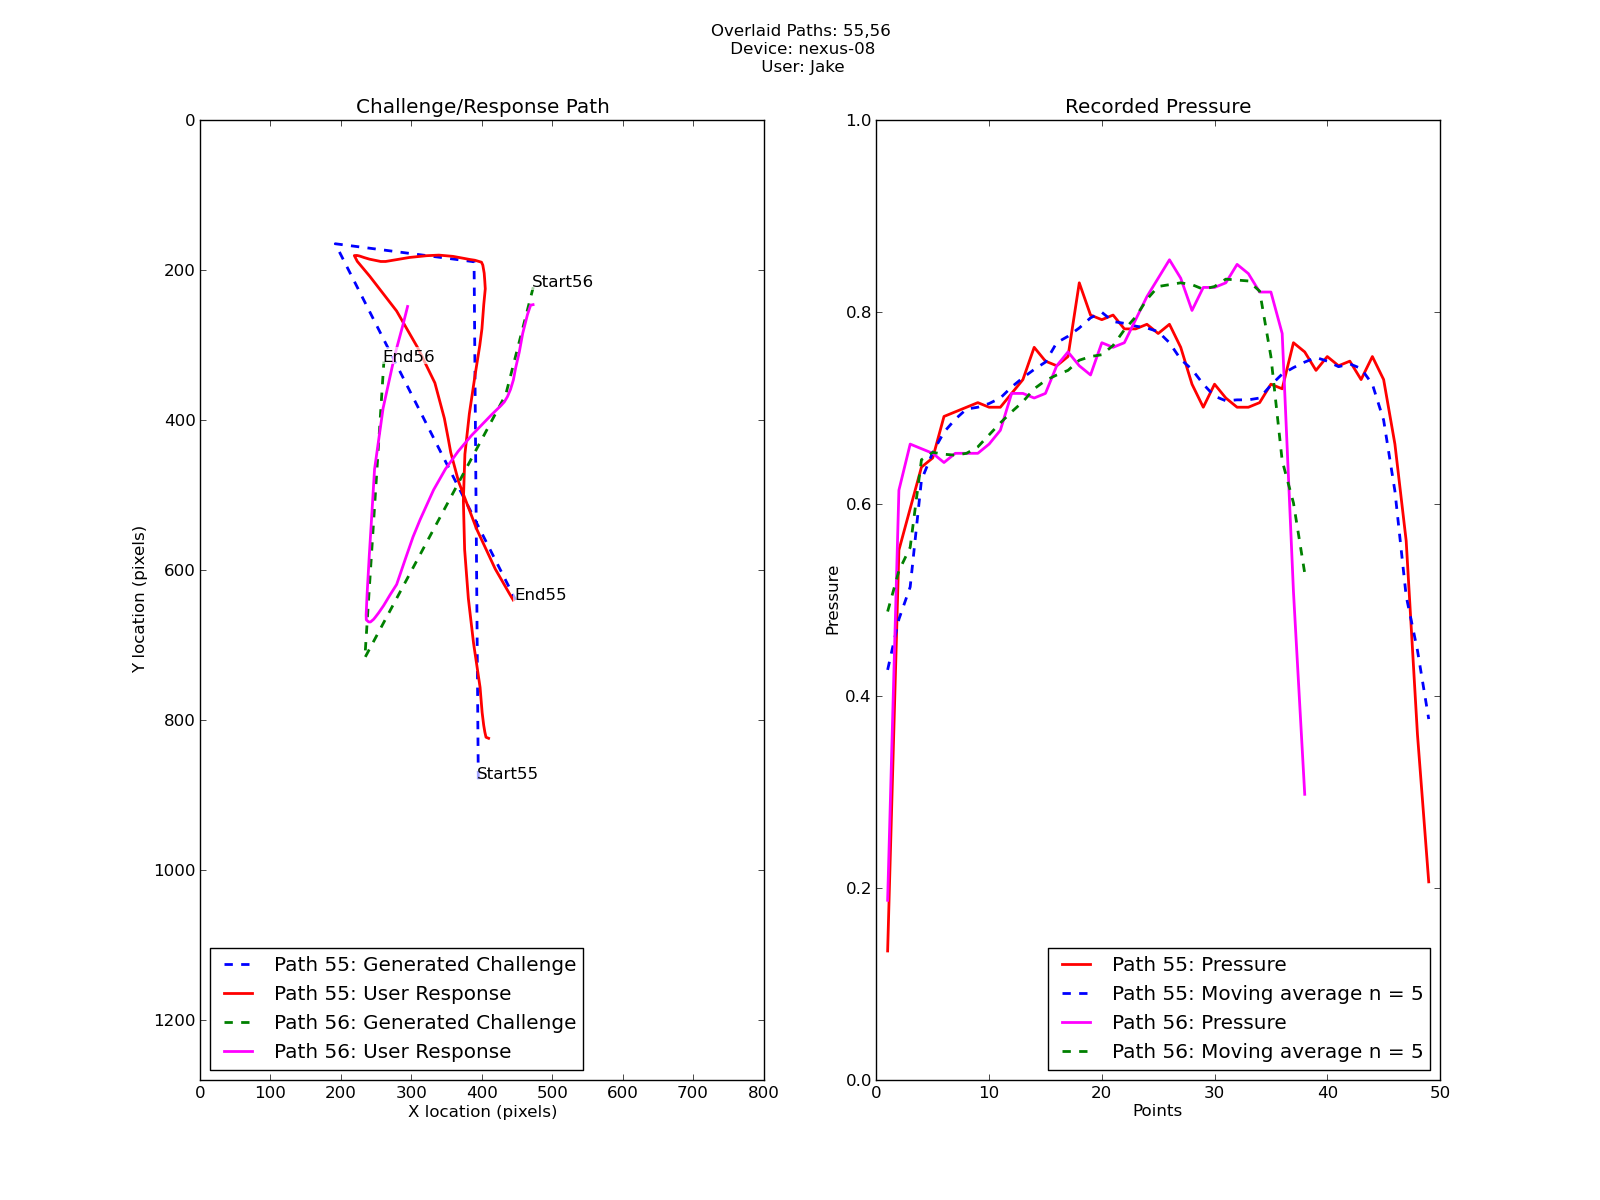 Overlaid Paths: 55,56
Device: nexus-08
User: Jake
Challenge/Response Path
0
200
400
600
800
1000
1200
Y location (pixels)
Start56
End56
End55
Start55
Path 55: Generated Challenge
Path 55: User Response
Path 56: Generated Challenge
Path 56: User Response
0 100 200 300 400 500 600 700 800
X location (pixels)
Recorded Pressure
1.0
0.8
0.6
0.4
0.2
0.0
Pressure
Path 55: Pressure
Path 55: Moving average n = 5
Path 56: Pressure
Path 56: Moving average n = 5
0 10 20 30 40 50
Points